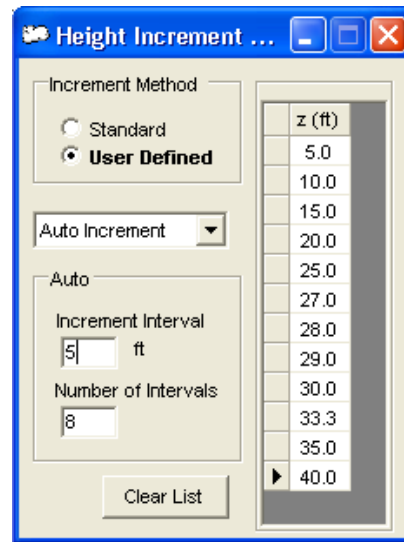 Height Increment ...
Increment Method
Standard
User Defined
Auto Increment
Auto
Increment Interval
5 ft
Number of Intervals
8
Clear List
z (ft)
5.0
10.0
15.0
20.0
25.0
27.0
28.0
29.0
30.0
33.3
35.0
40.0